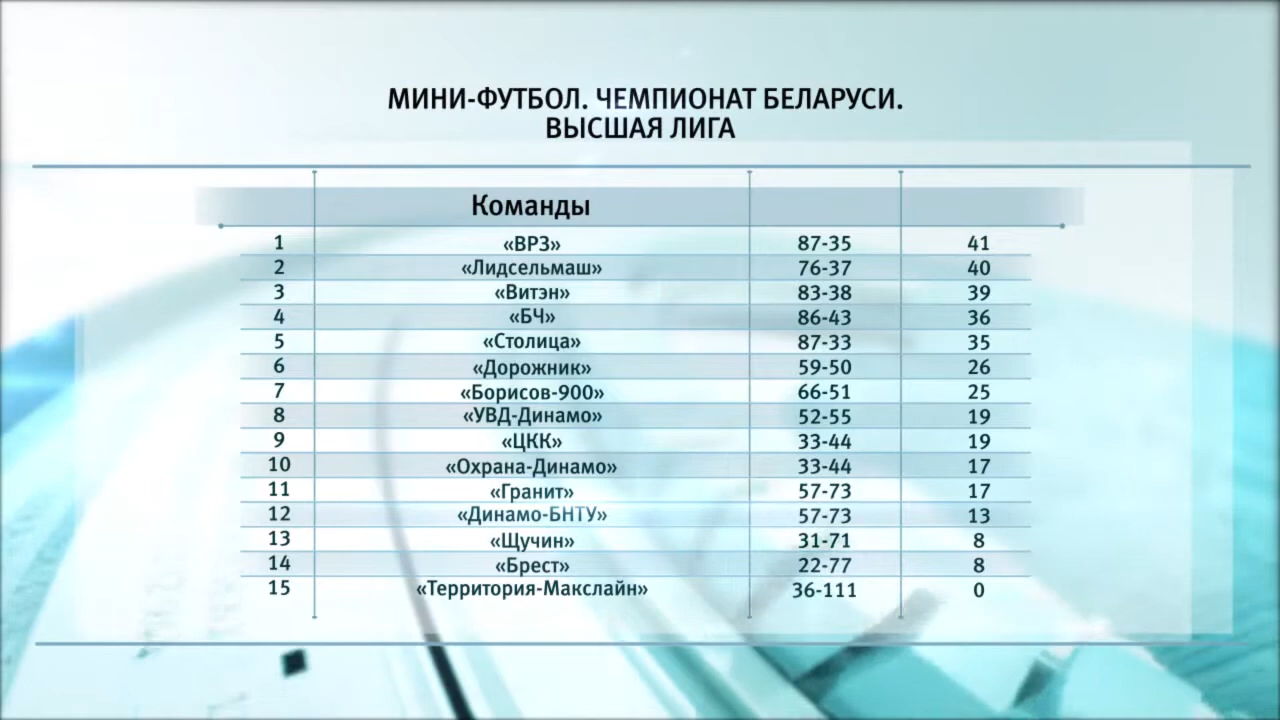 МИНИ-ФУТБОЛ. ЧЕМПИОНАТ БЕЛАРУСИ.
ВЫСШАЯ ЛИГА
Команды
1 «ВРЗ» 87-35 41
2 «Лидсельмаш» 76-37 40
3 «Витэн» 83-38 39
4 «БЧ» 86-43 36
5 «Столица» 87-33 35
6 «Дорожник» 59-50 26
7 «Борисов-900» 66-51 25
8 «УВД-Динамо» 52-55 19
9 «ЦКК» 33-44 19
10 «Охрана-Динамо» 33-44 17
11 «Гранит» 57-73 17
12 «Динамо-БНТУ» 57-73 13
13 «Щучин» 31-71 8
14 «Брест» 22-77 8
15 «Территория-Макслайн» 36-111 0